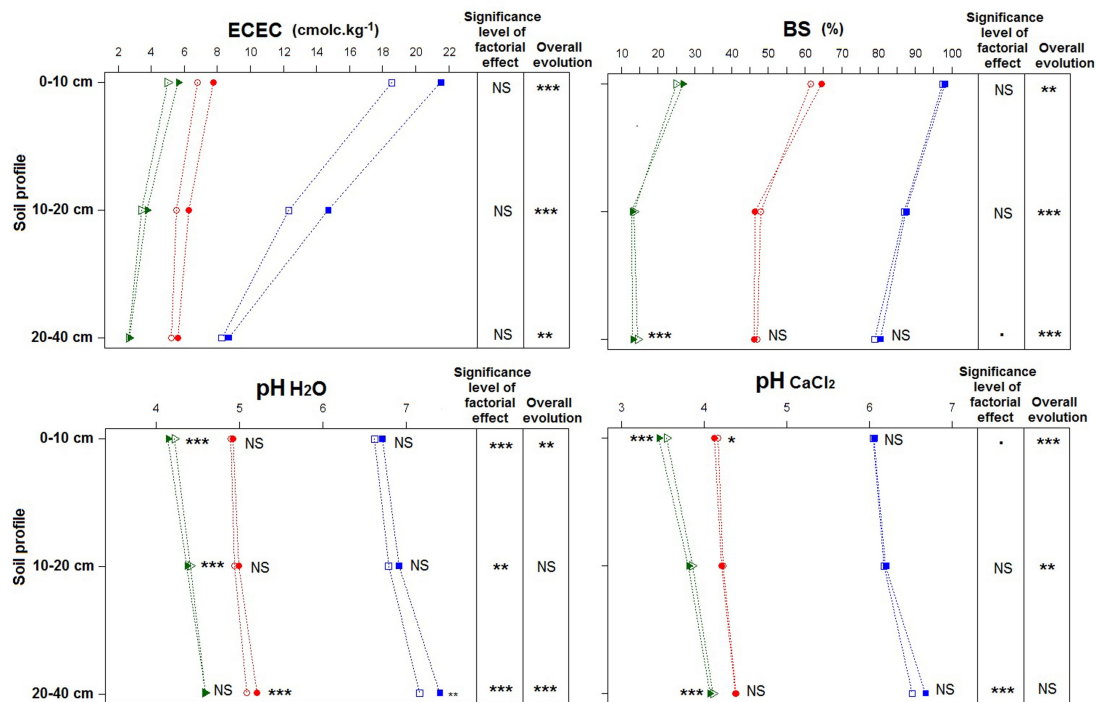 ECEC (cmolc.kg-1)
Significance
level of
factorial
effect
Overall
evolution
2 4 6 8 10 12 14 16 18 20 22
Soil profile
0-10 cm
NS ***
10-20 cm
NS ***
20-40 cm
NS **
BS (%)
Significance
level of
factorial
effect
Overall
evolution
10 20 30 40 50 60 70 80 90 100
NS **
NS ***
*** NS NS . ***
pH H2O
Significance
level of
factorial
effect
Overall
evolution
4 5 6 7
Soil profile
0-10 cm
*** NS NS *** **
10-20 cm
*** NS NS ** NS
20-40 cm
NS *** ** *** ***
pH CaCl2
Significance
level of
factorial
effect
Overall
evolution
3 4 5 6 7
*** * NS . ***
NS **
*** NS NS *** NS